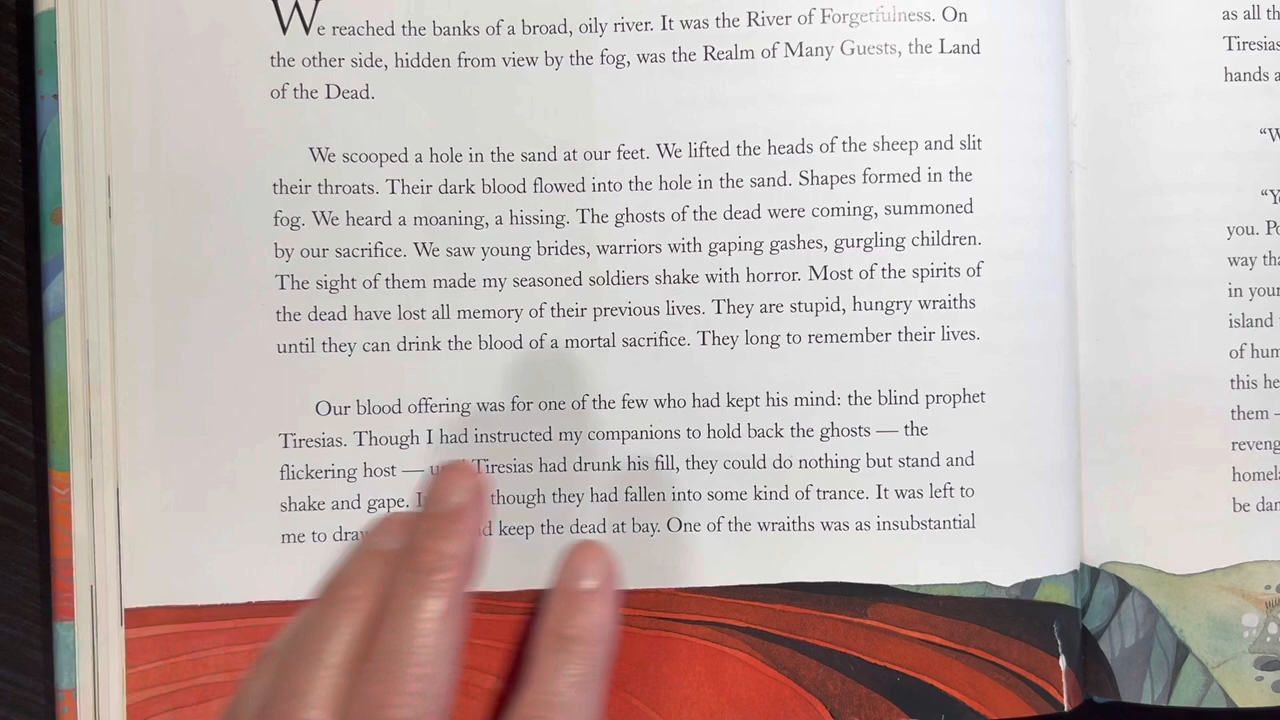 We reached the banks of a broad, oily river. It was the River of Forgetfulness. On
the other side, hidden from view by the fog, was the Realm of Many Guests, the Land
of the Dead.
We scooped a hole in the sand at our feet. We lifted the heads of the sheep and slit
their throats. Their dark blood flowed into the hole in the sand. Shapes formed in the
fog. We heard a moaning, a hissing. The ghosts of the dead were coming, summoned
by our sacrifice. We saw young brides, warriors with gaping gashes, gurgling children.
The sight of them made my seasoned soldiers shake with horror. Most of the spirits of
the dead have lost all memory of their previous lives. They are stupid, hungry wraiths
until they can drink the blood of a mortal sacrifice. They long to remember their lives.
Our blood offering was for one of the few who had kept his mind: the blind prophet
Tiresias. Though I had instructed my companions to hold back the ghosts — the
flickering host — Tiresias had drunk his fill, they could do nothing but stand and
shake and gape. though they had fallen into some kind of trance. It was left to
me to keep the dead at bay. One of the wraiths was as insubstantial
as all
Tiresias
hands
you.
way
in your
island
of
this
them –
be